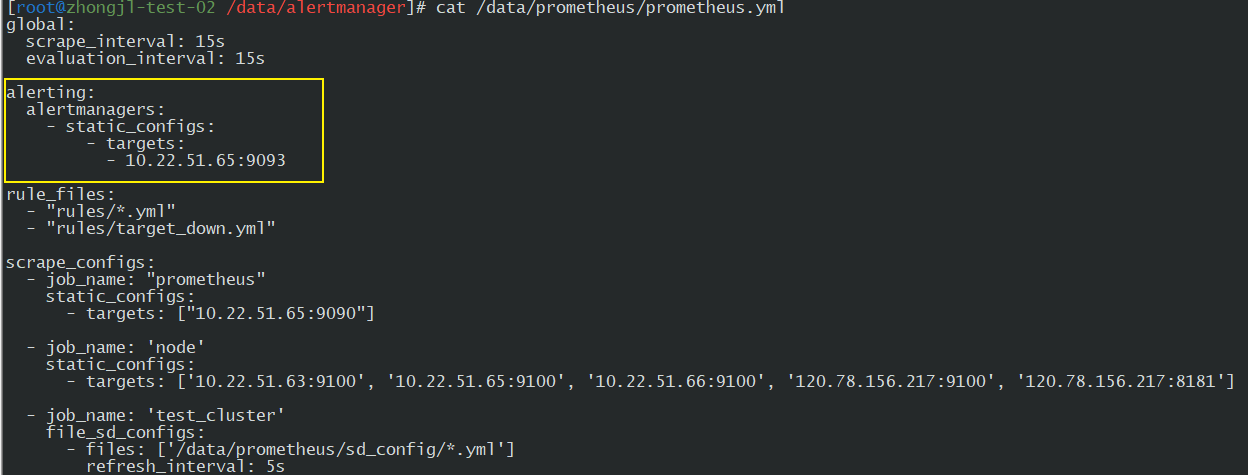 [root@zhongjl-test-02 /data/alertmanager]# cat /data/prometheus/prometheus.yml
global:
  scrape_interval: 15s
  evaluation_interval: 15s

alerting:
  alertmanagers:
    - static_configs:
        - targets:
          - 10.22.51.65:9093

rule_files:
  - "rules/*.yml"
  - "rules/target_down.yml"

scrape_configs:
  - job_name: "prometheus"
    static_configs:
      - targets: ["10.22.51.65:9090"]

  - job_name: 'node'
    static_configs:
      - targets: ['10.22.51.63:9100', '10.22.51.65:9100', '10.22.51.66:9100', '120.78.156.217:9100', '120.78.156.217:8181']

  - job_name: 'test_cluster'
    file_sd_configs:
      - files: ['/data/prometheus/sd_config/*.yml']
        refresh_interval: 5s